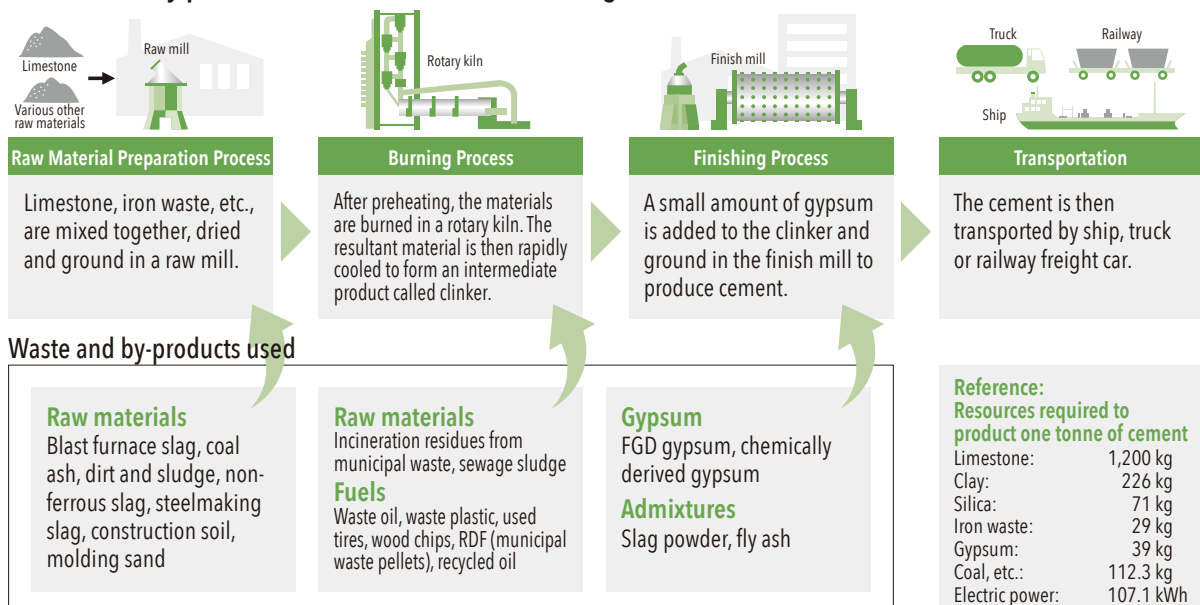 Limestone
Various other
raw materials
Raw mill
Rotary kiln
Finish mill
Truck
Railway
Ship
Raw Material Preparation Process
Limestone, iron waste, etc.,
are mixed together, dried
and ground in a raw mill.
Burning Process
After preheating, the materials
are burned in a rotary kiln. The
resultant material is then rapidly
cooled to form an intermediate
product called clinker.
Finishing Process
A small amount of gypsum
is added to the clinker and
ground in the finish mill to
produce cement.
Transportation
The cement is then
transported by ship, truck
or railway freight car.
Waste and by-products used
Raw materials
Blast furnace slag, coal
ash, dirt and sludge, non-
ferrous slag, steelmaking
slag, construction soil,
molding sand
Raw materials
Incineration residues from
municipal waste, sewage sludge
Fuels
Waste oil, waste plastic, used
tires, wood chips, RDF (municipal
waste pellets), recycled oil
Gypsum
FGD gypsum, chemically
derived gypsum
Admixtures
Slag powder, fly ash
Reference:
Resources required to
product one tonne of cement
Limestone: 1,200 kg
Clay: 226 kg
Silica: 71 kg
Iron waste: 29 kg
Gypsum: 39 kg
Coal, etc.: 112.3 kg
Electric power: 107.1 kWh